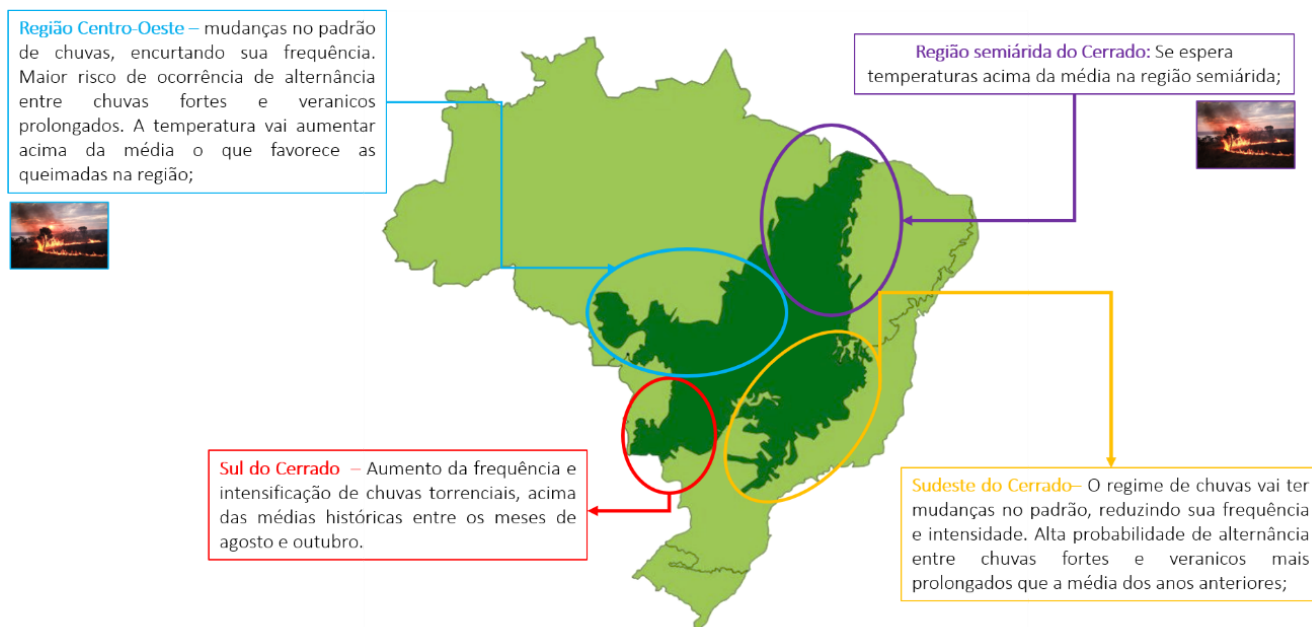 Região Centro-Oeste – mudanças no padrão
de chuvas, encurtando sua frequência.
Maior risco de ocorrência de alternância
entre chuvas fortes e veranicos
prolongados. A temperatura vai aumentar
acima da média o que favorece as
queimadas na região;
Região semiárida do Cerrado: Se espera
temperaturas acima da média na região semiárida;
Sul do Cerrado – Aumento da frequência e
intensificação de chuvas torrenciais, acima
das médias históricas entre os meses de
agosto e outubro.
Sudeste do Cerrado– O regime de chuvas vai ter
mudanças no padrão, reduzindo sua frequência
e intensidade. Alta probabilidade de alternância
entre chuvas fortes e veranicos mais
prolongados que a média dos anos anteriores;